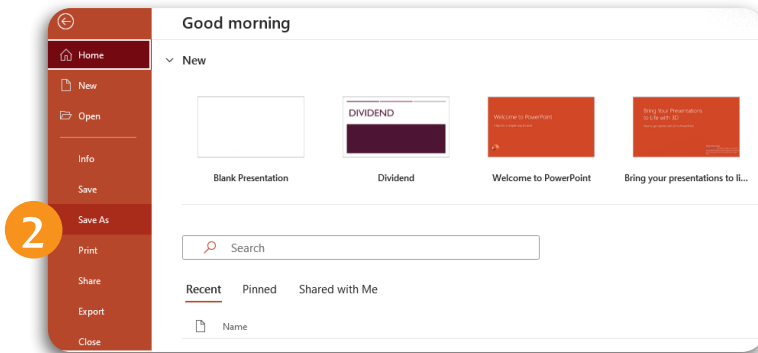 Good morning
Home
New
Open
Info
Save
Save As
Print
Share
Export
Close
2
New
DIVIDEND
Welcome to PowerPoint
Bring Your Presentations
to Life with 3D
Blank Presentation
Dividend
Welcome to PowerPoint
Bring your presentations to li...
Search
Recent Pinned Shared with Me
Name